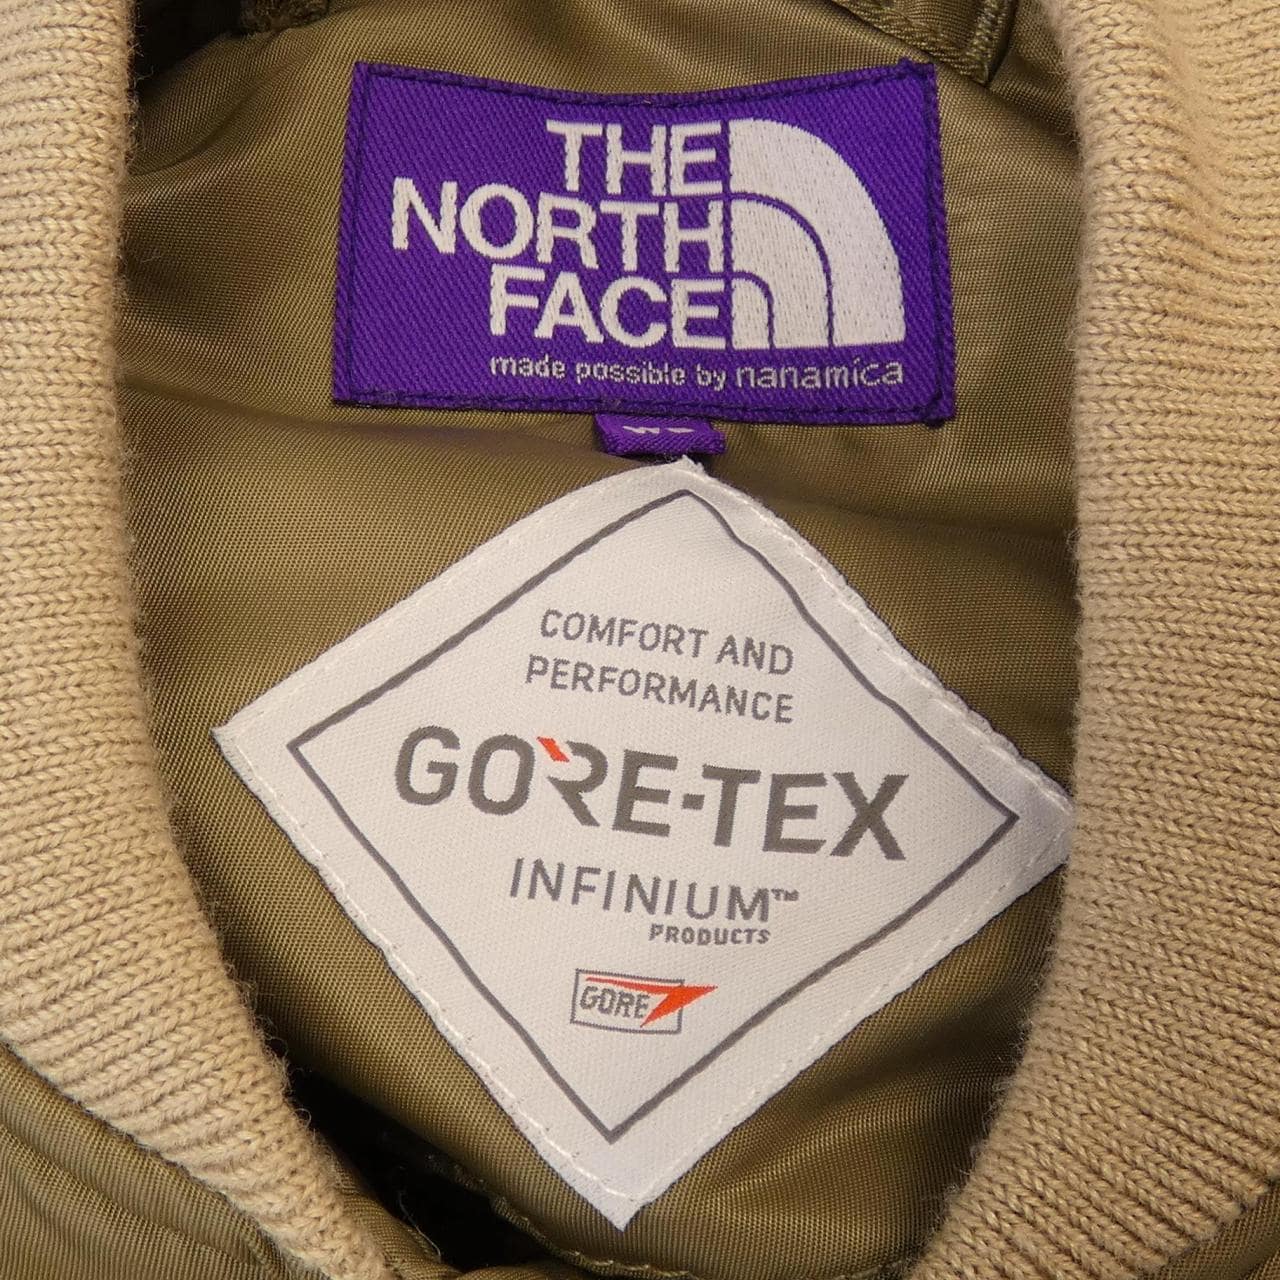 THE
NORTH
FACE
made possible by nanamica
COMFORT AND
PERFORMANCE
GORE-TEX
INFINIUM™
PRODUCTS
GORE